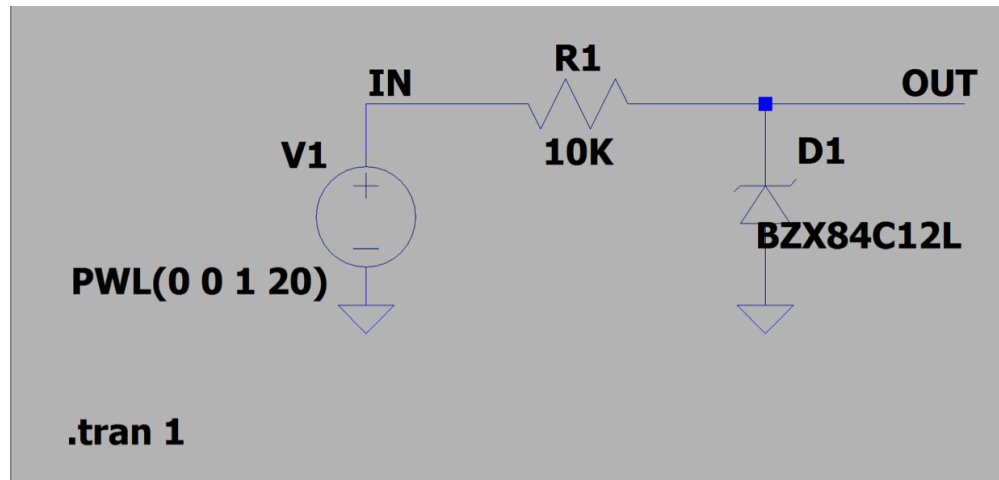 R1
IN
OUT
V1
10K
D1
BZX84C12L
PWL(0 0 1 20)
.tran 1